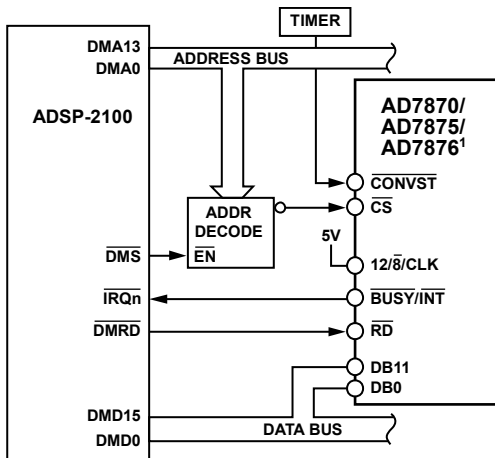 TIMER
DMA13
DMA0
ADDRESS BUS
ADSP-2100
AD7870/
AD7875/
AD7876¹
CONVST
CS
ADDR
DECODE
EN
5V
DMS
12/8/CLK
IRQn
BUSY/INT
DMRD
RD
DB11
DB0
DMD15
DMD0
DATA BUS